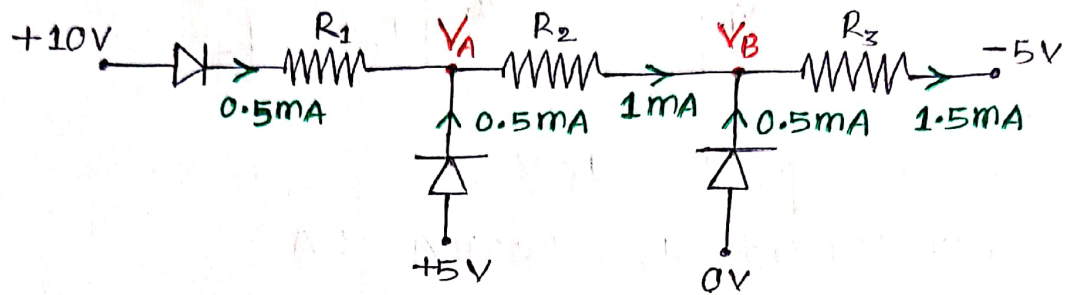 +10V R1 VA R2 VB R3 -5V
0.5mA 0.5mA 1mA 0.5mA 1.5mA
+5V 0V